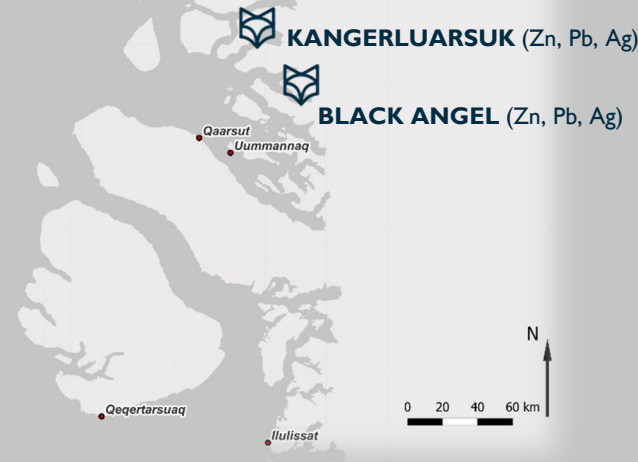 KANGERLUARSUK (Zn, Pb, Ag)
BLACK ANGEL (Zn, Pb, Ag)
Qaarsut
Uummannaq
N
0 20 40 60 km
Qeqertarsuaq
Ilulissat